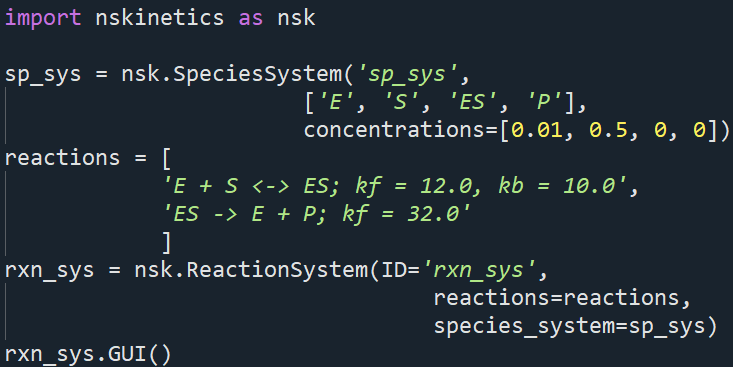 import nskinetics as nsk
sp_sys = nsk.SpeciesSystem('sp_sys',
['E', 'S', 'ES', 'P'],
concentrations=[0.01, 0.5, 0, 0])
reactions = [
'E + S <-> ES; kf = 12.0, kb = 10.0',
'ES -> E + P; kf = 32.0'
]
rxn_sys = nsk.ReactionSystem(ID='rxn_sys',
reactions=reactions,
species_system=sp_sys)
rxn_sys.GUI()